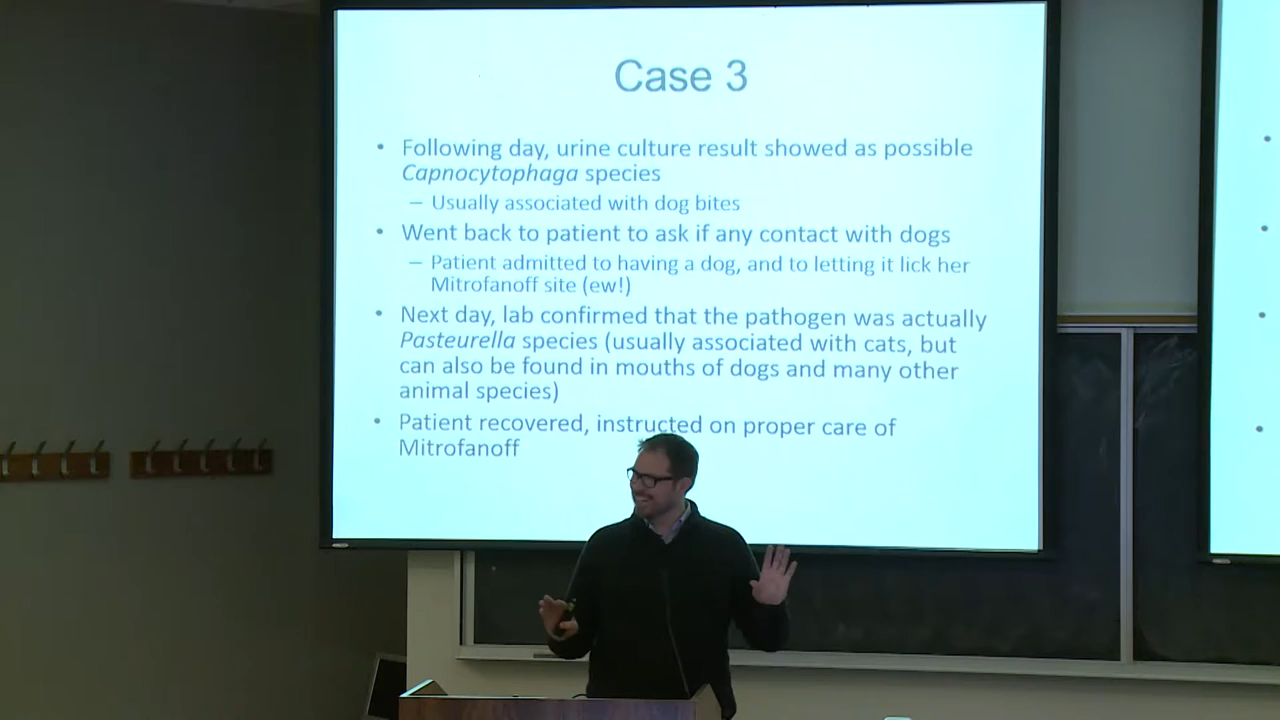 Case 3
• Following day, urine culture result showed as possible
Capnocytophaga species
– Usually associated with dog bites
• Went back to patient to ask if any contact with dogs
– Patient admitted to having a dog, and to letting it lick her
Mitrofanoff site (ew!)
• Next day, lab confirmed that the pathogen was actually
Pasteurella species (usually associated with cats, but
can also be found in mouths of dogs and many other
animal species)
• Patient recovered, instructed on proper care of
Mitrofanoff